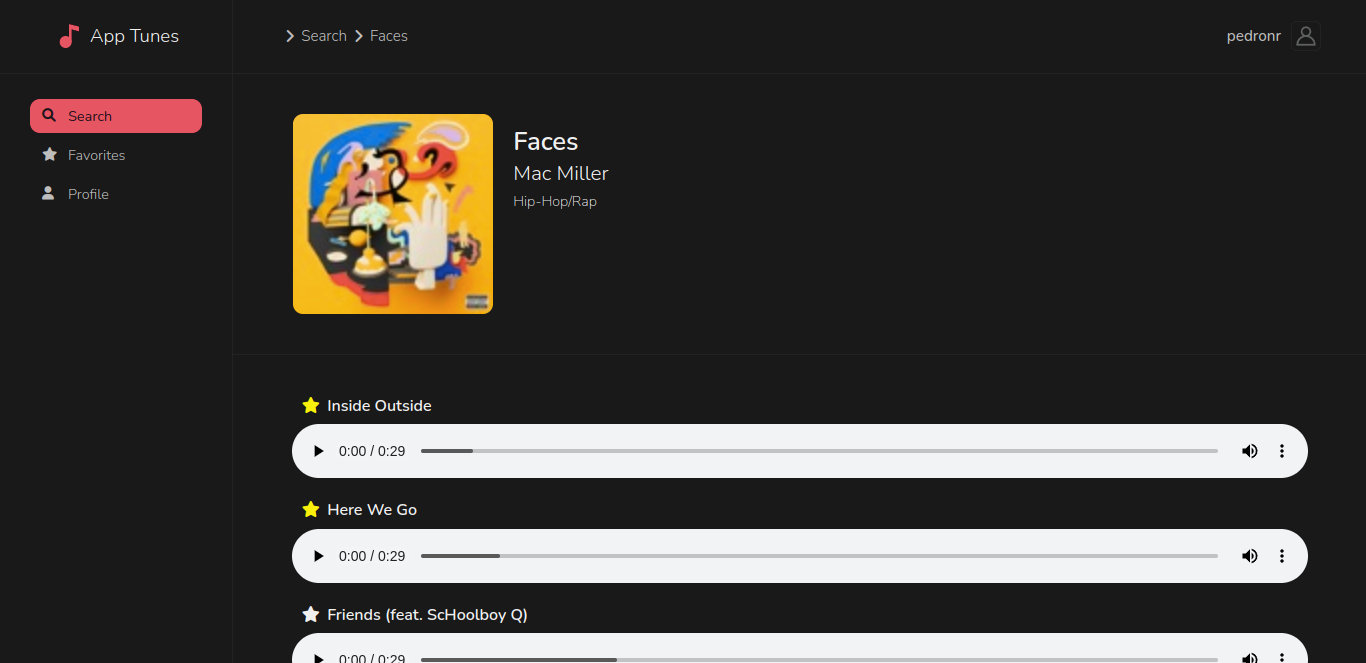 App Tunes
Search Faces
pedronr
Search
Favorites
Profile
Faces
Mac Miller
Hip-Hop/Rap
Inside Outside
0:00 / 0:29
Here We Go
0:00 / 0:29
Friends (feat. ScHoolboy Q)
0:00 / 0:29